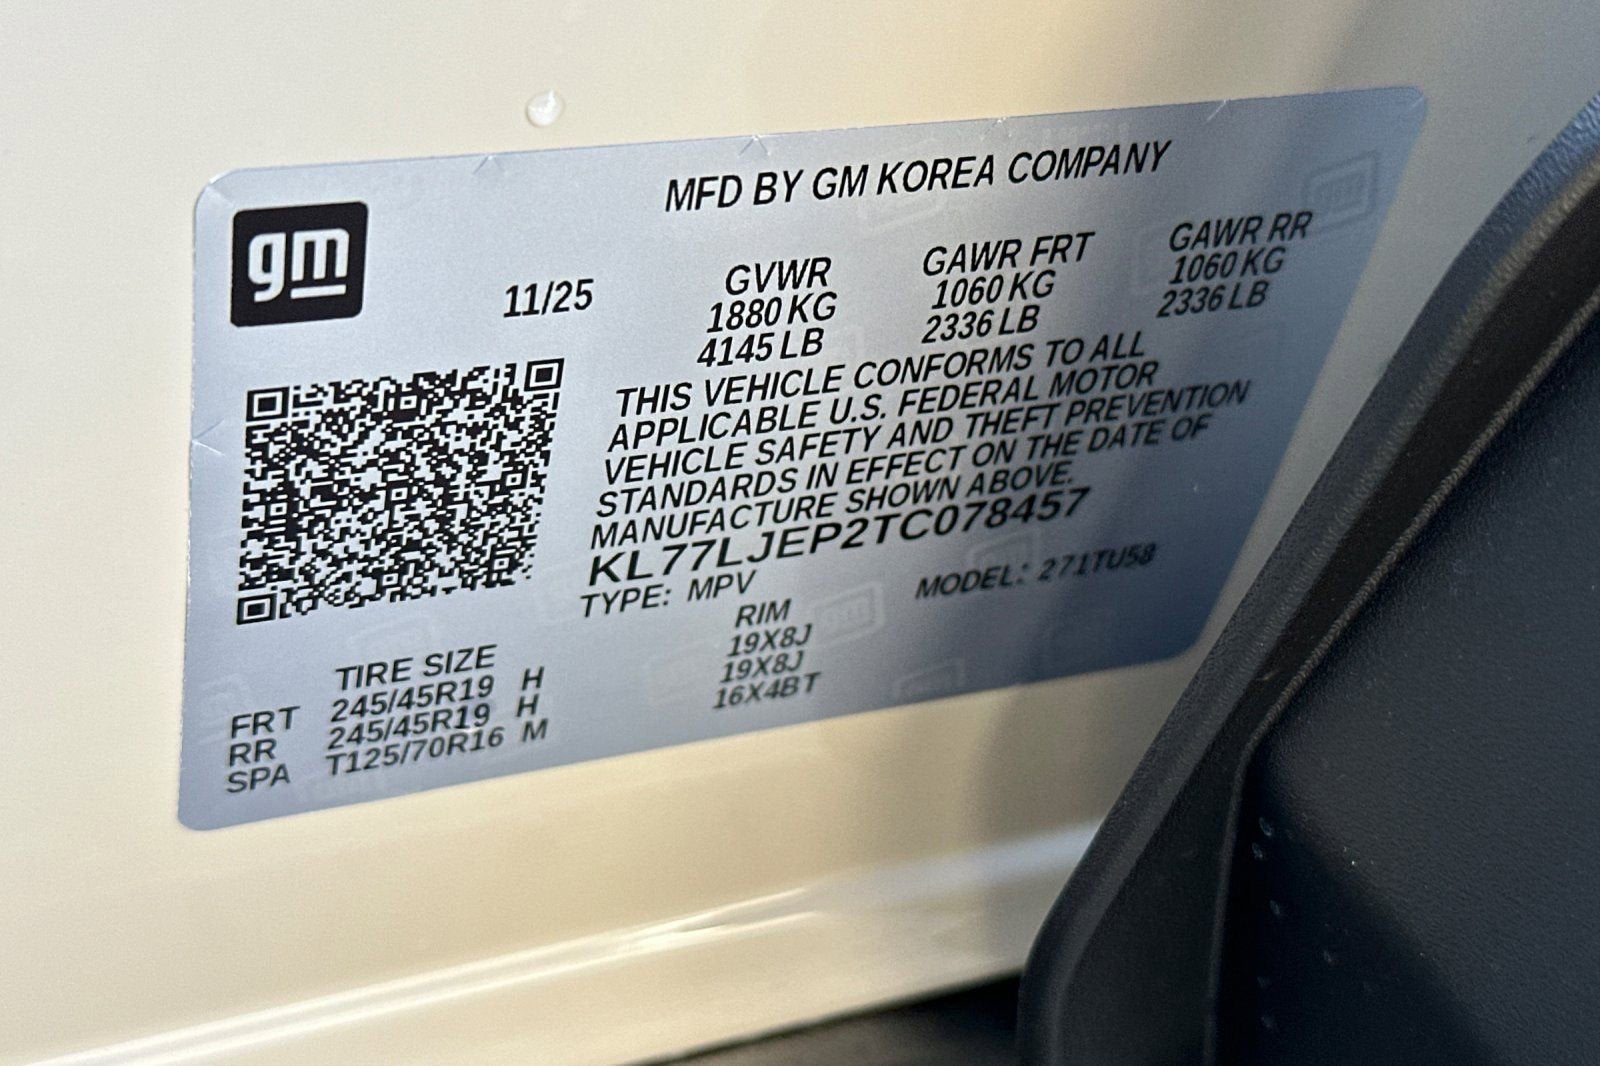 MFD BY GM KOREA COMPANY
gm
11/25
GVWR GAWR FRT GAWR RR
1880 KG 1060 KG 1060 KG
4145 LB 2336 LB 2336 LB
THIS VEHICLE CONFORMS TO ALL
APPLICABLE U.S. FEDERAL MOTOR
VEHICLE SAFETY AND THEFT PREVENTION
STANDARDS IN EFFECT ON THE DATE OF
MANUFACTURE SHOWN ABOVE.
KL77LJEP2TC078457
TYPE: MPV MODEL: 271TU58
TIRE SIZE RIM
FRT 245/45R19 H 19X8J
RR 245/45R19 H 19X8J
SPA T125/70R16 M 16X4BT